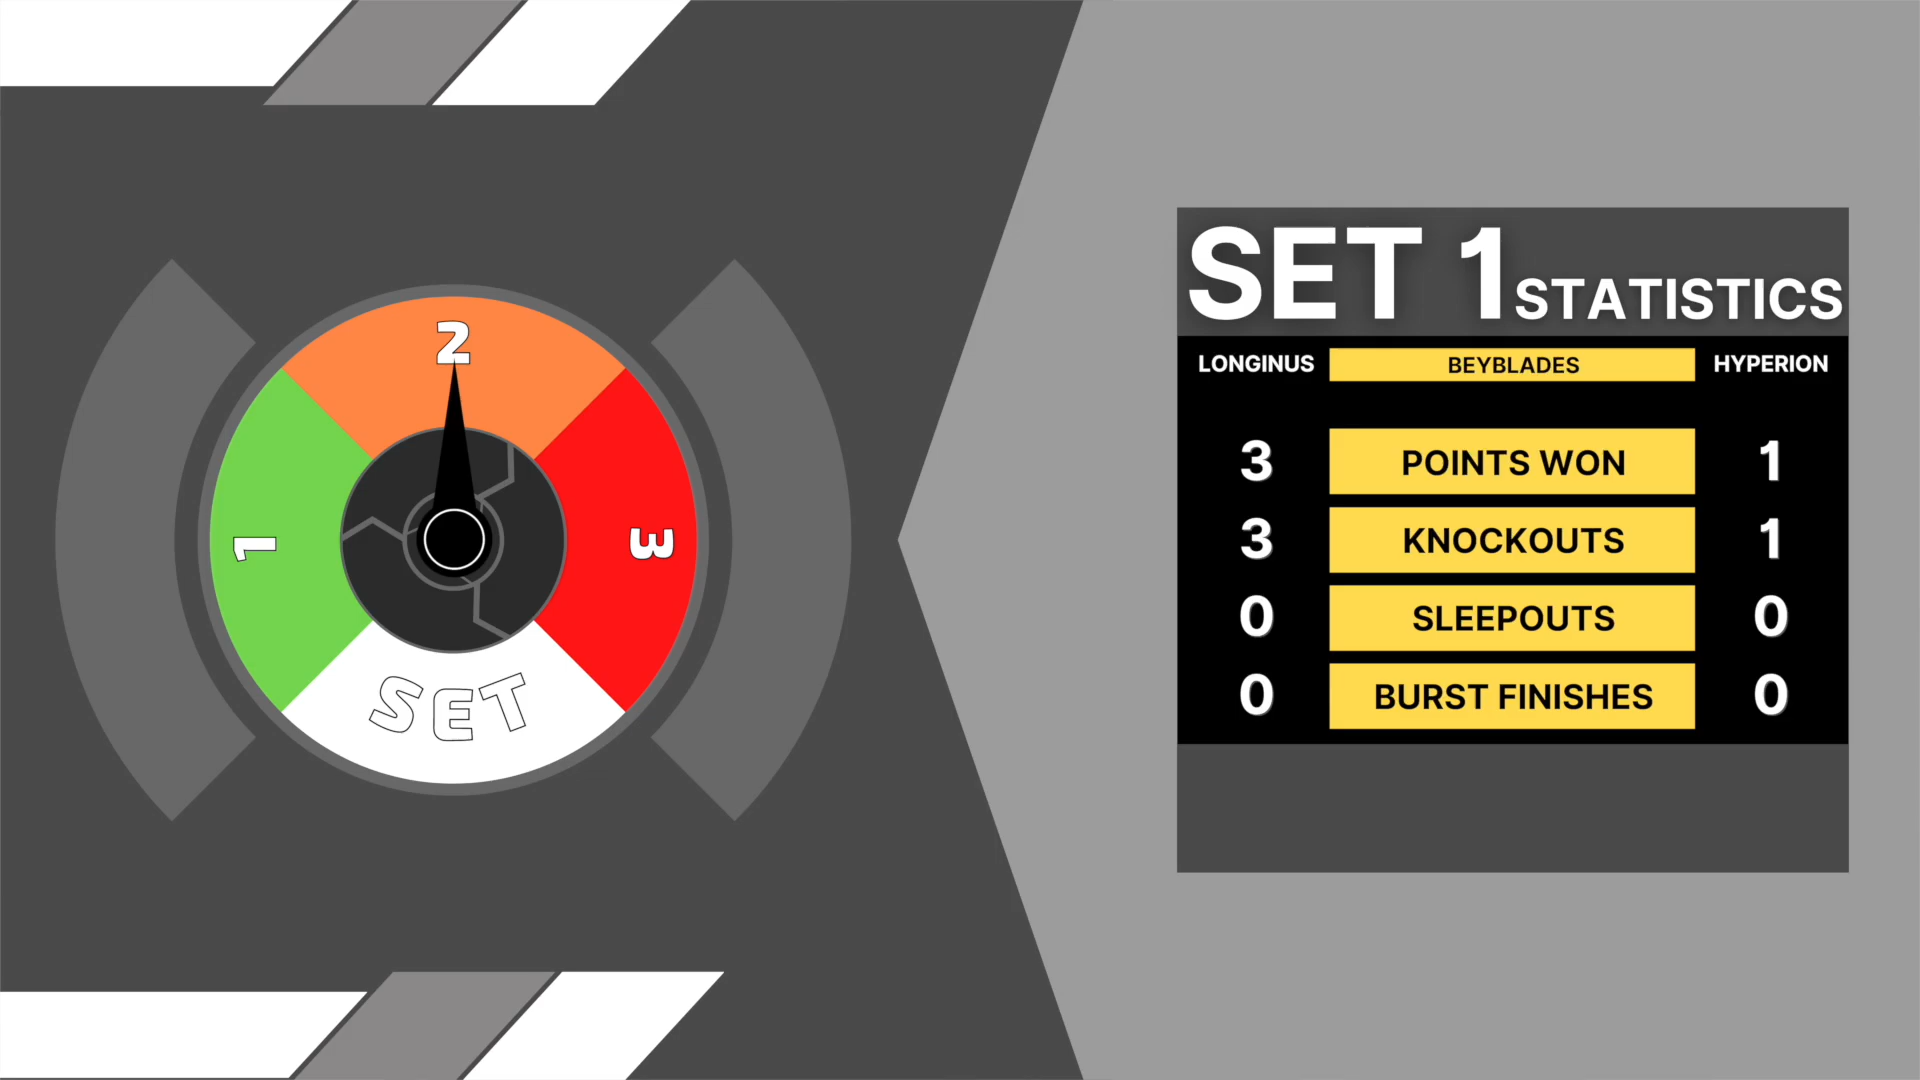 2
1
3
SET
SET 1 STATISTICS
LONGINUS BEYBLADES HYPERION
3 POINTS WON 1
3 KNOCKOUTS 1
0 SLEEPOUTS 0
0 BURST FINISHES 0